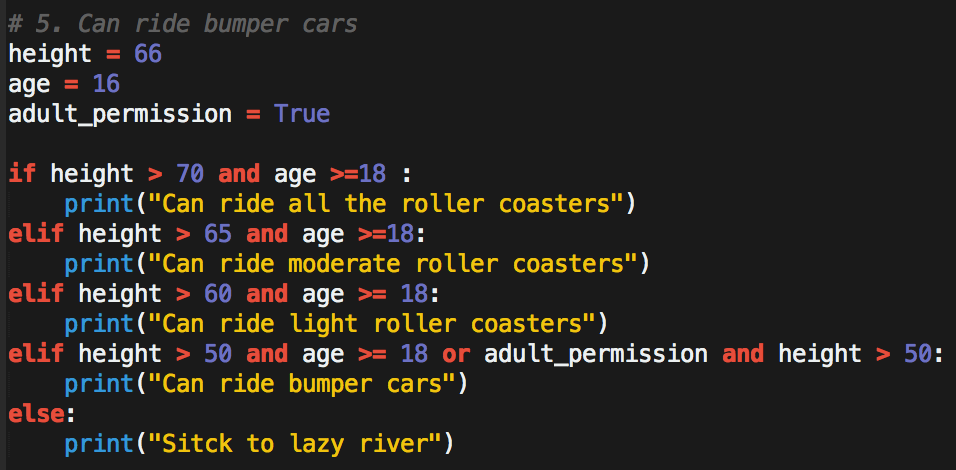 # 5. Can ride bumper cars
height = 66
age = 16
adult_permission = True
if height > 70 and age >=18 :
    print("Can ride all the roller coasters")
elif height > 65 and age >=18:
    print("Can ride moderate roller coasters")
elif height > 60 and age >= 18:
    print("Can ride light roller coasters")
elif height > 50 and age >= 18 or adult_permission and height > 50:
    print("Can ride bumper cars")
else:
    print("Sitck to lazy river")